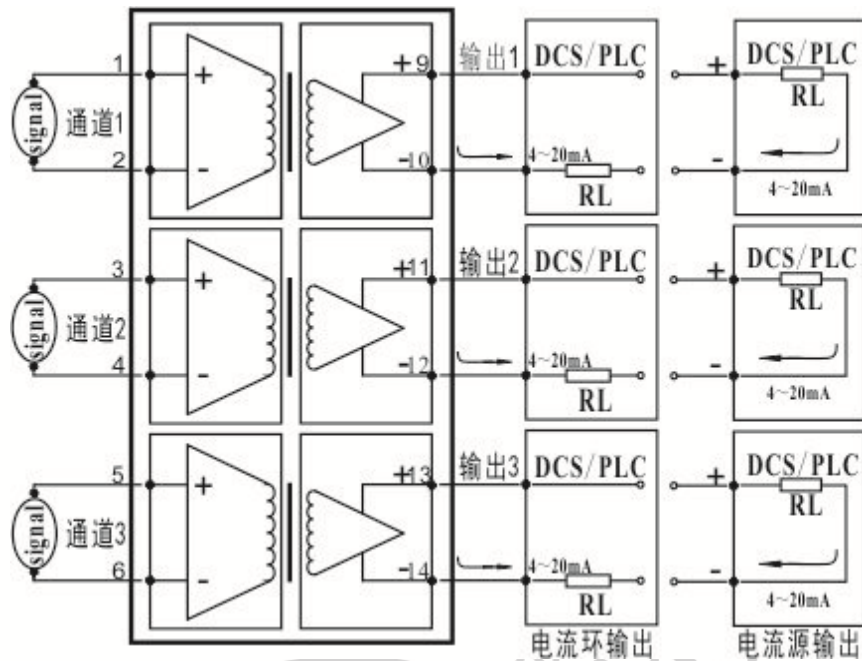 1
+
+9
输出1
DCS/PLC
+
DCS/PLC
RL
signal
通道1
2
-
-10
4~20mA
RL
-
4~20mA
3
+
+11
输出2
DCS/PLC
+
DCS/PLC
RL
signal
通道2
4
-
-12
4~20mA
RL
-
4~20mA
5
+
+13
输出3
DCS/PLC
+
DCS/PLC
RL
signal
通道3
6
-
-14
4~20mA
RL
-
4~20mA
电流环输出
电流源输出